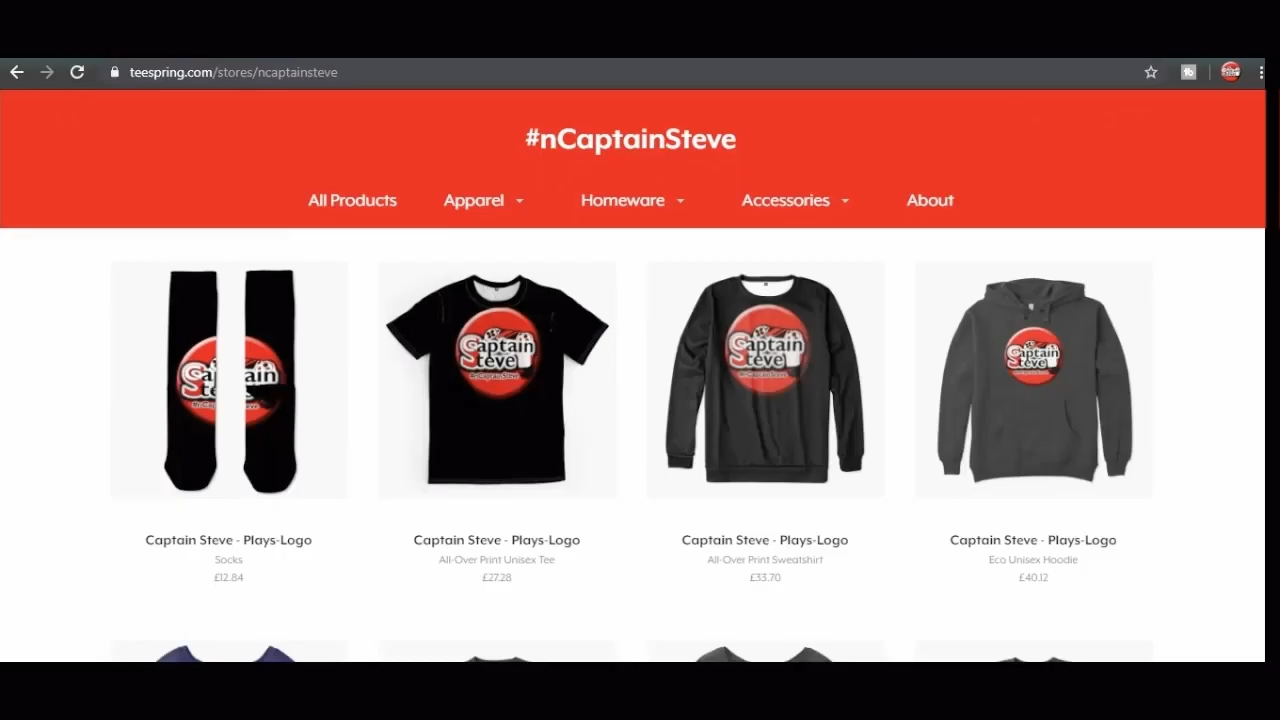 teespring.com/stores/ncaptainsteve
#nCaptainSteve
All Products Apparel Homeware Accessories About
Captain
Steve
#nCaptainSteve
Captain
Steve
#nCaptainSteve
Captain
Steve
Captain Steve - Plays-Logo
Socks
£12.84
Captain Steve - Plays-Logo
All-Over Print Unisex Tee
£27.28
Captain Steve - Plays-Logo
All-Over Print Sweatshirt
£33.70
Captain Steve - Plays-Logo
Eco Unisex Hoodie
£40.12